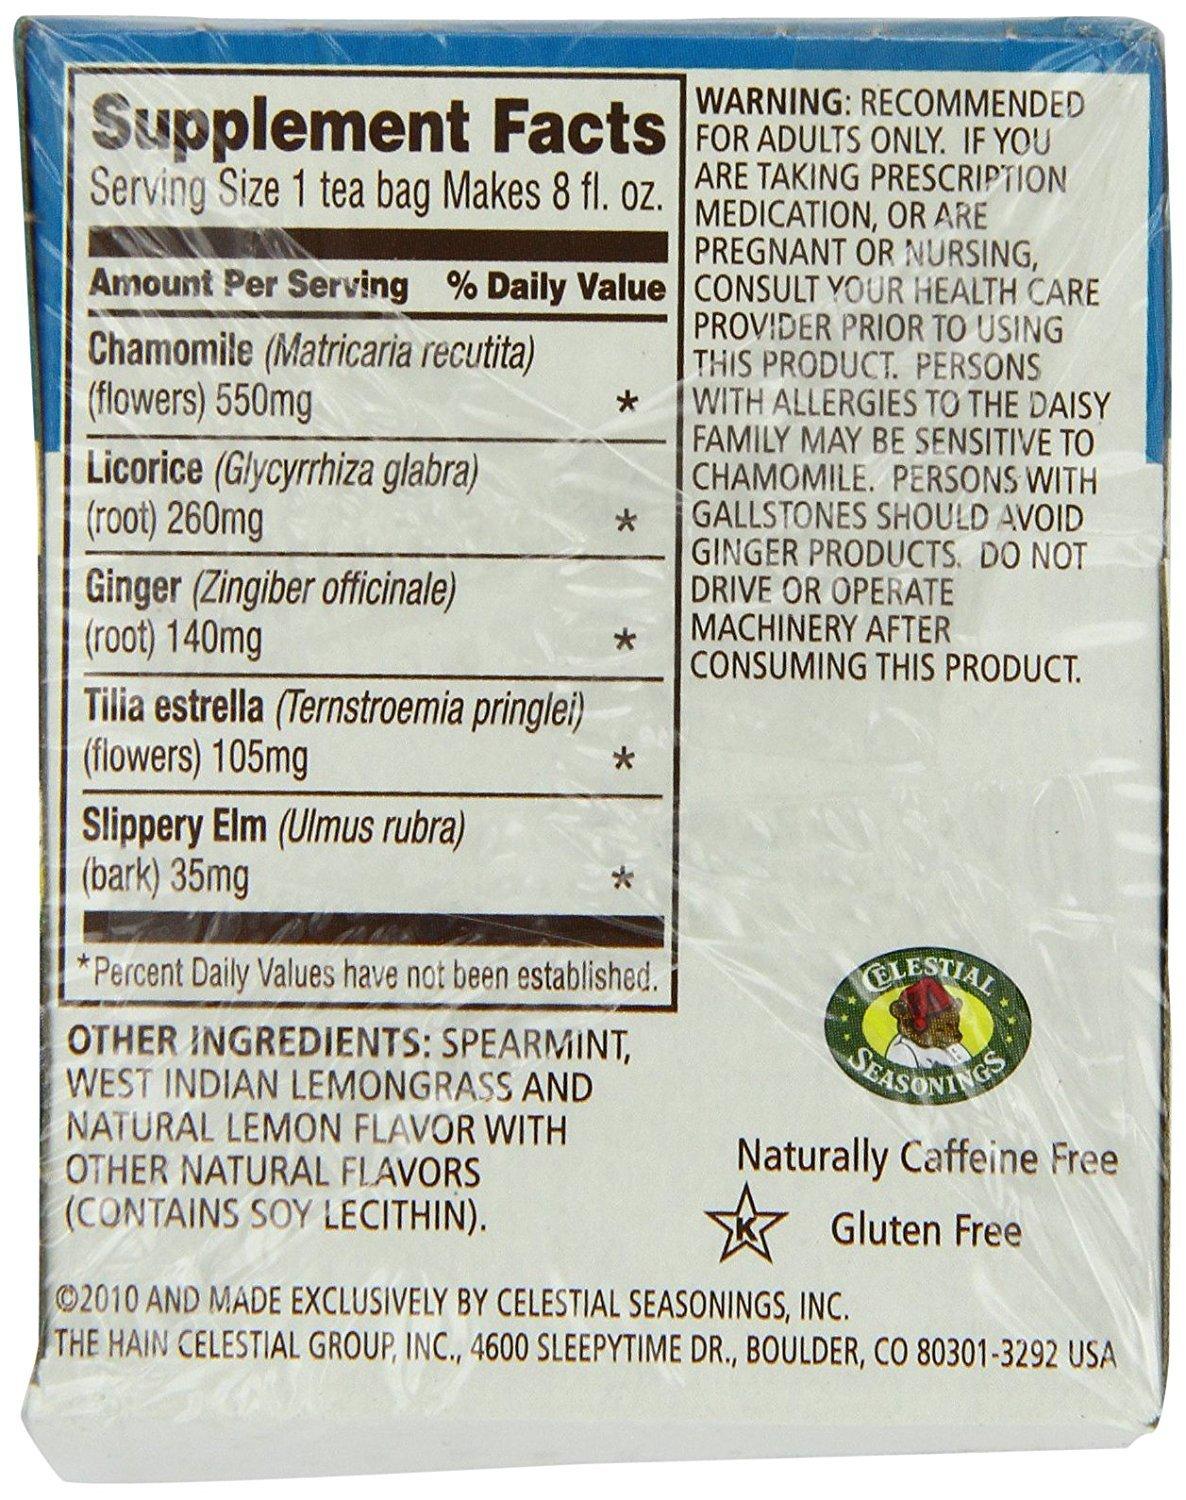 Supplement Facts
Serving Size 1 tea bag Makes 8 fl. oz.
Amount Per Serving % Daily Value
Chamomile (Matricaria recutita)
(flowers) 550mg *
Licorice (Glycyrrhiza glabra)
(root) 260mg *
Ginger (Zingiber officinale)
(root) 140mg *
Tilia estrella (Ternstroemia pringlei)
(flowers) 105mg *
Slippery Elm (Ulmus rubra)
(bark) 35mg *
*Percent Daily Values have not been established.
OTHER INGREDIENTS: SPEARMINT,
WEST INDIAN LEMONGRASS AND
NATURAL LEMON FLAVOR WITH
OTHER NATURAL FLAVORS
(CONTAINS SOY LECITHIN).
WARNING: RECOMMENDED
FOR ADULTS ONLY. IF YOU
ARE TAKING PRESCRIPTION
MEDICATION, OR ARE
PREGNANT OR NURSING,
CONSULT YOUR HEALTH CARE
PROVIDER PRIOR TO USING
THIS PRODUCT. PERSONS
WITH ALLERGIES TO THE DAISY
FAMILY MAY BE SENSITIVE TO
CHAMOMILE. PERSONS WITH
GALLSTONES SHOULD AVOID
GINGER PRODUCTS. DO NOT
DRIVE OR OPERATE
MACHINERY AFTER
CONSUMING THIS PRODUCT.
CELESTIAL
SEASONINGS
Naturally Caffeine Free
K Gluten Free
©2010 AND MADE EXCLUSIVELY BY CELESTIAL SEASONINGS, INC.
THE HAIN CELESTIAL GROUP, INC., 4600 SLEEPYTIME DR., BOULDER, CO 80301-3292 USA